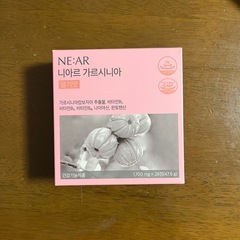 NE:AR
니아르 가르시니아
가르시니아캄보지아 추출물, 비타민B₁
비타민B₂, 비타민B₆, 나이아신, 판토텐산
건강기능식품
1,700 mg × 28정(47.6 g)